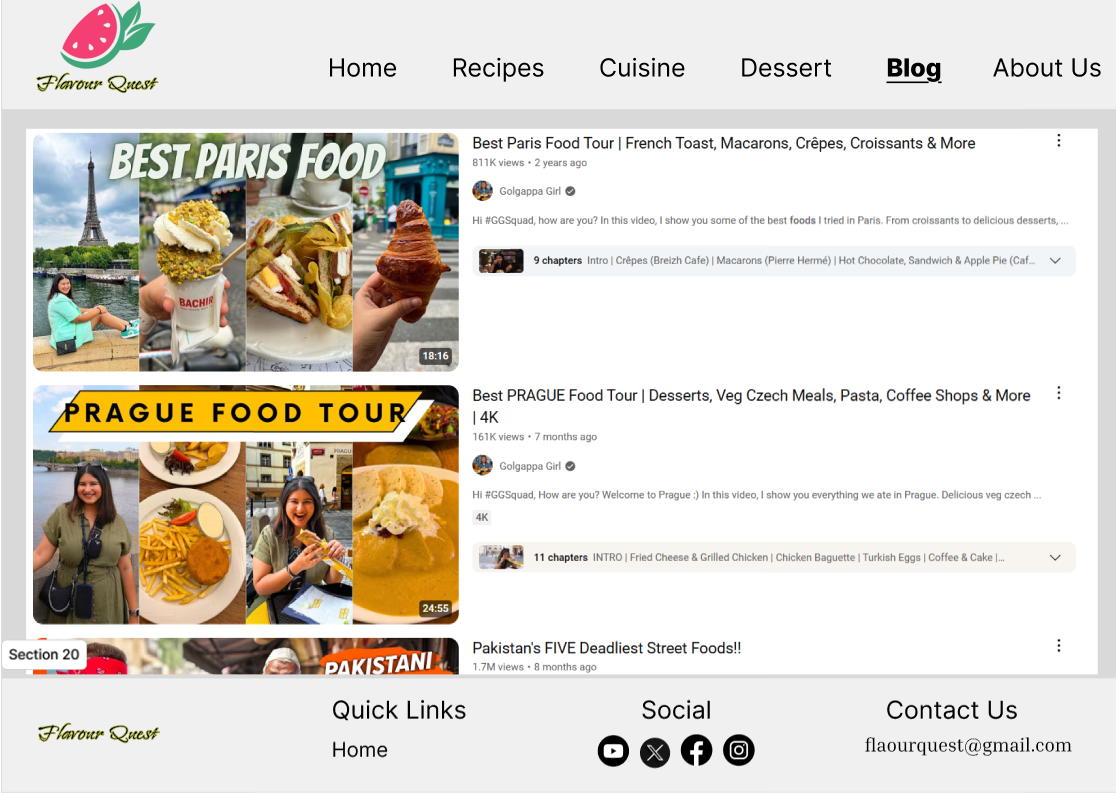 Flavour Quest
Home Recipes Cuisine Dessert Blog About Us
BEST PARIS FOOD
BACHIR
18:16
Best Paris Food Tour | French Toast, Macarons, Crêpes, Croissants & More
811K views • 2 years ago
Golgappa Girl
Hi #GGSquad, how are you? In this video, I show you some of the best foods I tried in Paris. From croissants to delicious desserts, ...
9 chapters Intro | Crêpes (Breizh Cafe) | Macarons (Pierre Hermé) | Hot Chocolate, Sandwich & Apple Pie (Caf...
PRAGUE FOOD TOUR
PRAGU
24:55
Best PRAGUE Food Tour | Desserts, Veg Czech Meals, Pasta, Coffee Shops & More
| 4K
161K views • 7 months ago
Golgappa Girl
Hi #GGSquad, How are you? Welcome to Prague :) In this video, I show you everything we ate in Prague. Delicious veg czech ...
4K
11 chapters INTRO | Fried Cheese & Grilled Chicken | Chicken Baguette | Turkish Eggs | Coffee & Cake |...
Section 20
PAKISTANI
Pakistan's FIVE Deadliest Street Foods!!
1.7M views • 8 months ago
Flavour Quest
Quick Links
Home
Social
Contact Us
flaourquest@gmail.com